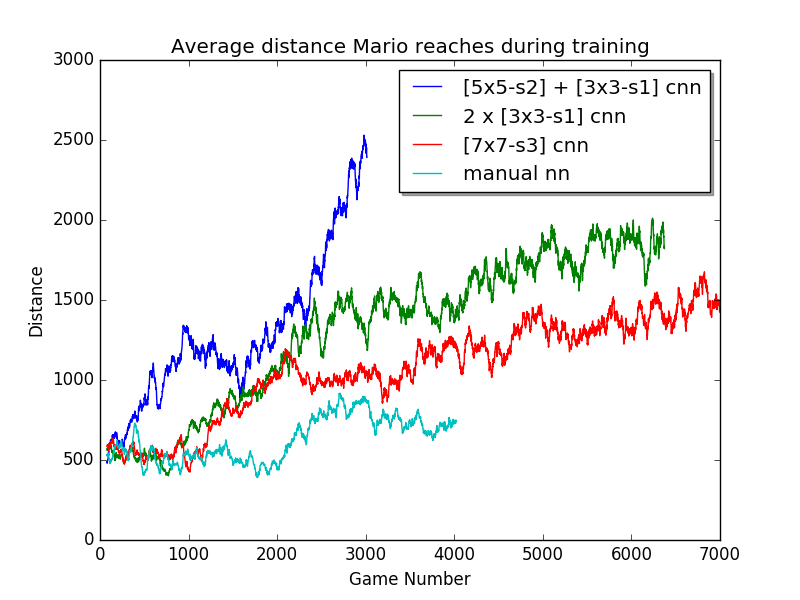 Average distance Mario reaches during training
[5x5-s2] + [3x3-s1] cnn
2 x [3x3-s1] cnn
[7x7-s3] cnn
manual nn
3000
2500
2000
1500
1000
500
0
Distance
0 1000 2000 3000 4000 5000 6000 7000
Game Number